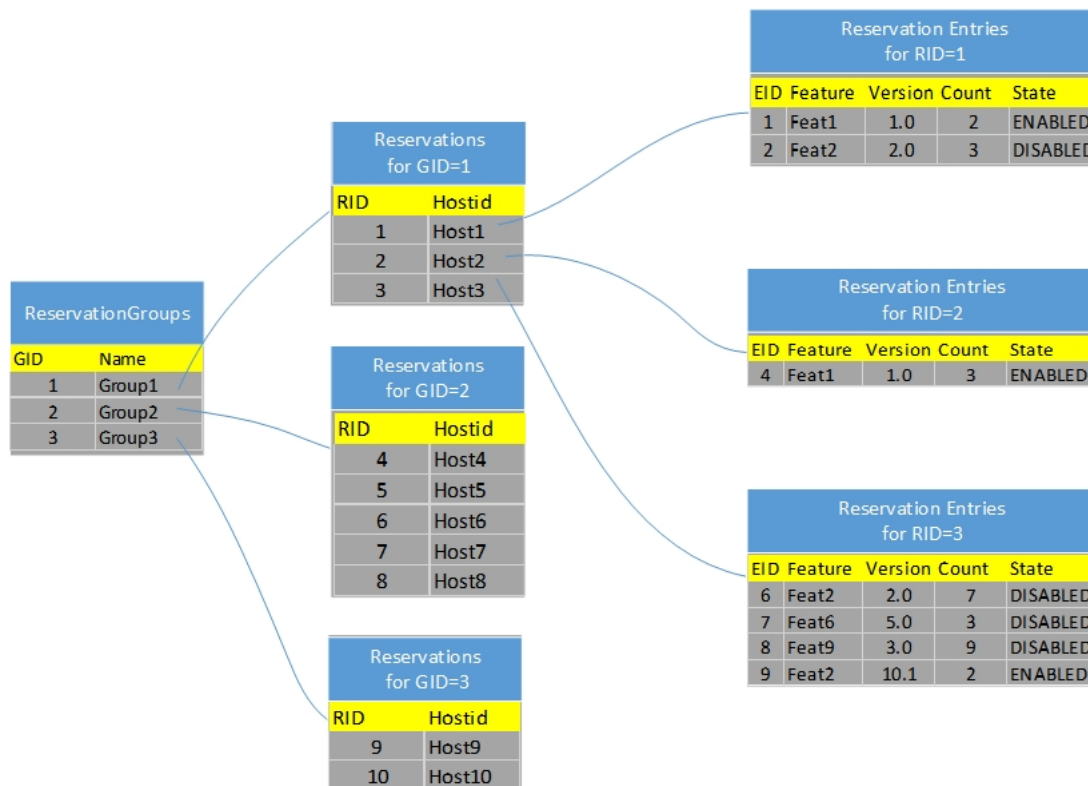 ReservationGroups
GID Name
1 Group1
2 Group2
3 Group3
Reservations
for GID=1
RID Hostid
1 Host1
2 Host2
3 Host3
Reservations
for GID=2
RID Hostid
4 Host4
5 Host5
6 Host6
7 Host7
8 Host8
Reservations
for GID=3
RID Hostid
9 Host9
10 Host10
Reservation Entries
for RID=1
EID Feature Version Count State
1 Feat1 1.0 2 ENABLED
2 Feat2 2.0 3 DISABLED
Reservation Entries
for RID=2
EID Feature Version Count State
4 Feat1 1.0 3 ENABLED
Reservation Entries
for RID=3
EID Feature Version Count State
6 Feat2 2.0 7 DISABLED
7 Feat6 5.0 3 DISABLED
8 Feat9 3.0 9 DISABLED
9 Feat2 10.1 2 ENABLED